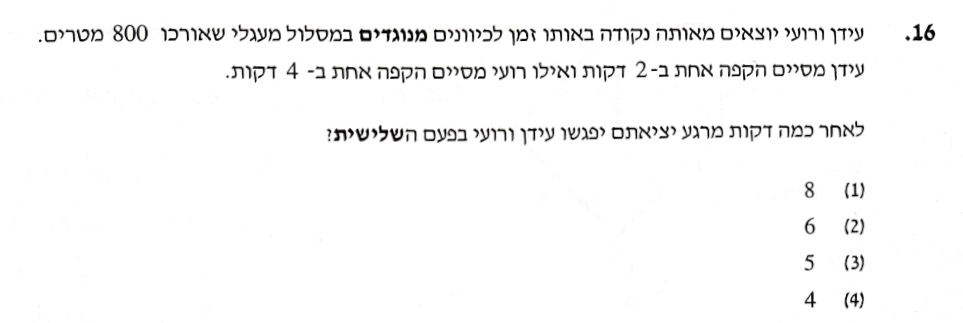 16. עידן ורועי יוצאים מאותה נקודה באותו זמן לכיוונים מנוגדים במסלול מעגלי שאורכו 800 מטרים.
עידן מסיים הקפה אחת ב-2 דקות ואילו רועי מסיים הקפה אחת ב- 4 דקות.
לאחר כמה דקות מרגע יציאתם יפגשו עידן ורועי בפעם השלישית?
(1) 8
(2) 6
(3) 5
(4) 4